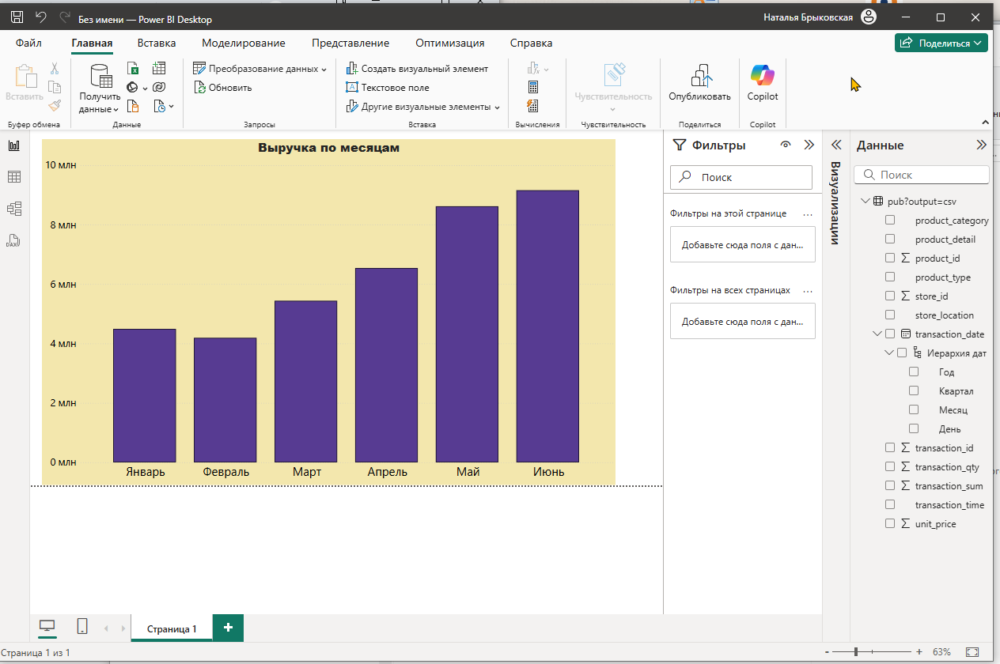 Без имени — Power BI Desktop
Наталья Брыковская
Файл
Главная
Вставка
Моделирование
Представление
Оптимизация
Справка
Поделиться
Вставить
Буфер обмена
Получить данные
Данные
Преобразование данных
Обновить
Запросы
Создать визуальный элемент
Текстовое поле
Другие визуальные элементы
Вставка
Вычисления
Чувствительность
Чувствительность
Опубликовать
Поделиться
Copilot
Copilot
Выручка по месяцам
10 млн
8 млн
6 млн
4 млн
2 млн
0 млн
Январь
Февраль
Март
Апрель
Май
Июнь
Фильтры
Поиск
Фильтры на этой странице
...
Добавьте сюда поля с дан...
Фильтры на всех страницах
...
Добавьте сюда поля с дан...
Визуализации
Данные
Поиск
pub?output=csv
product_category
product_detail
product_id
product_type
store_id
store_location
transaction_date
Иерархия дат
Год
Квартал
Месяц
День
transaction_id
transaction_qty
transaction_sum
transaction_time
unit_price
Страница 1
Страница 1 из 1
63%